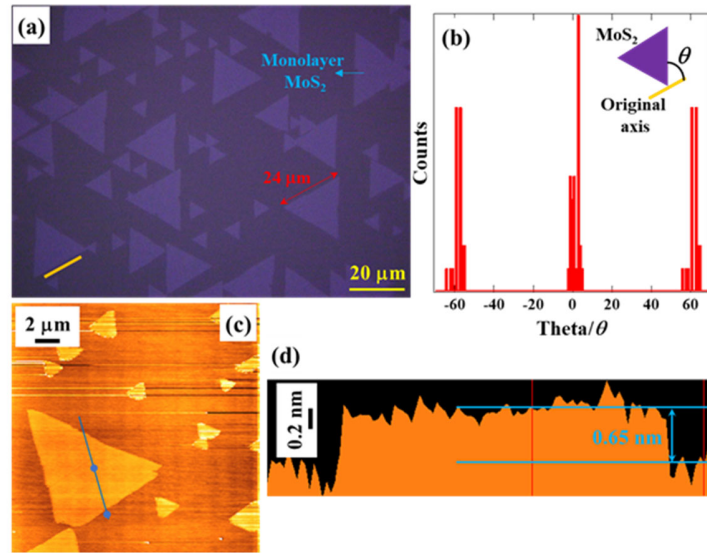 (a)
Monolayer
MoS₂
24 μm
20 μm
(b)
MoS₂
θ
Original
axis
Counts
-60 -40 -20 0 20 40 60
Theta/θ
2 μm
(c)
(d)
0.2 nm
0.65 nm